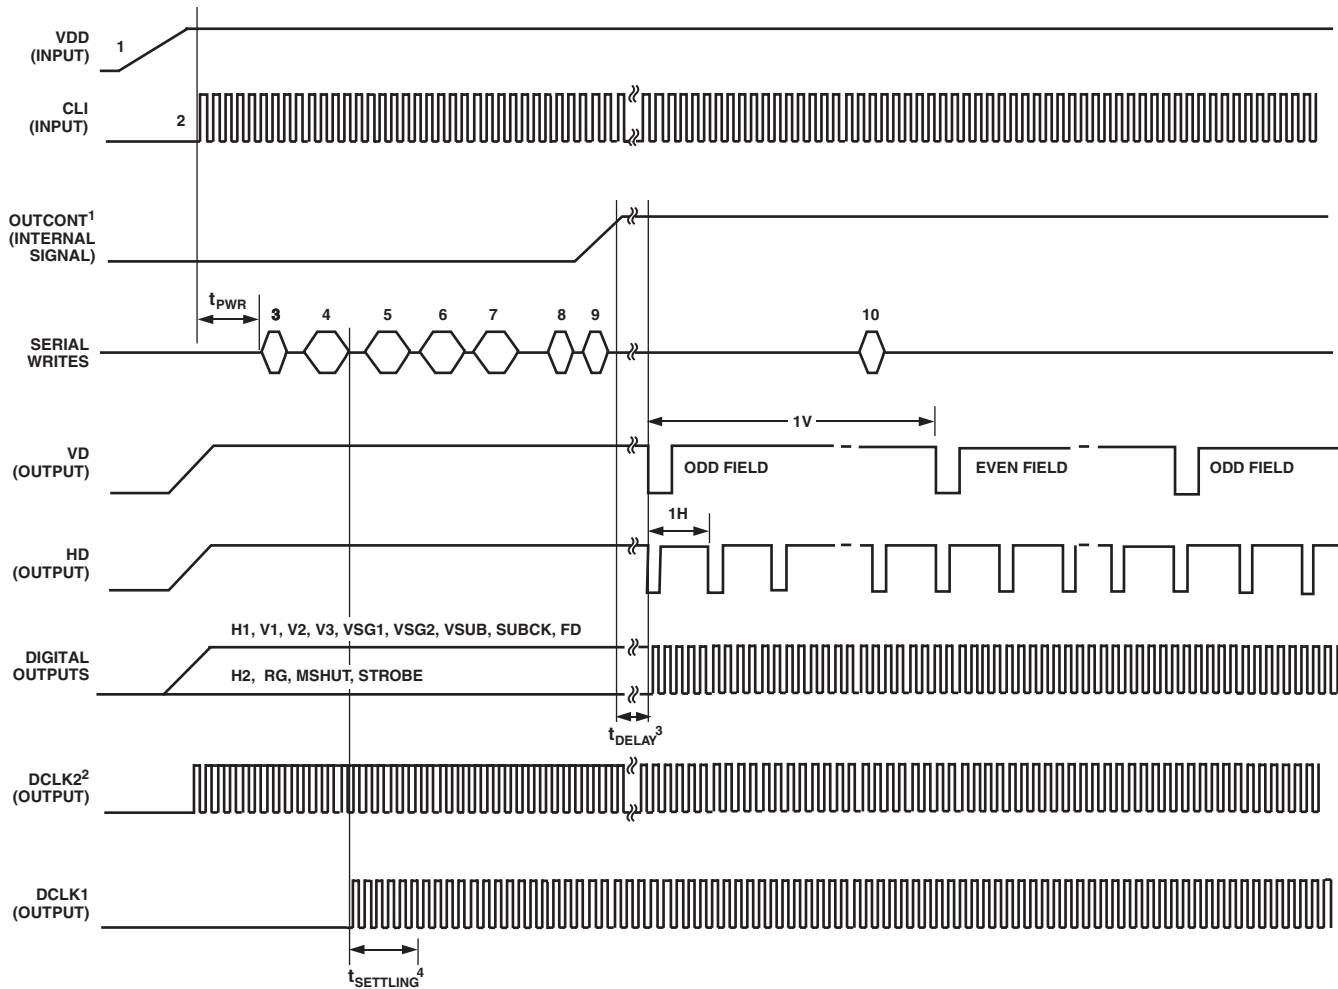 VDD
(INPUT)
1
CLI
(INPUT)
2
OUTCONT1
(INTERNAL
SIGNAL)
tPWR
3 4 5 6 7 8 9 10
SERIAL
WRITES
1V
VD
(OUTPUT)
ODD FIELD EVEN FIELD ODD FIELD
1H
HD
(OUTPUT)
H1, V1, V2, V3, VSG1, VSG2, VSUB, SUBCK, FD
DIGITAL
OUTPUTS
H2, RG, MSHUT, STROBE
tDELAY3
DCLK22
(OUTPUT)
DCLK1
(OUTPUT)
tSETTLING4